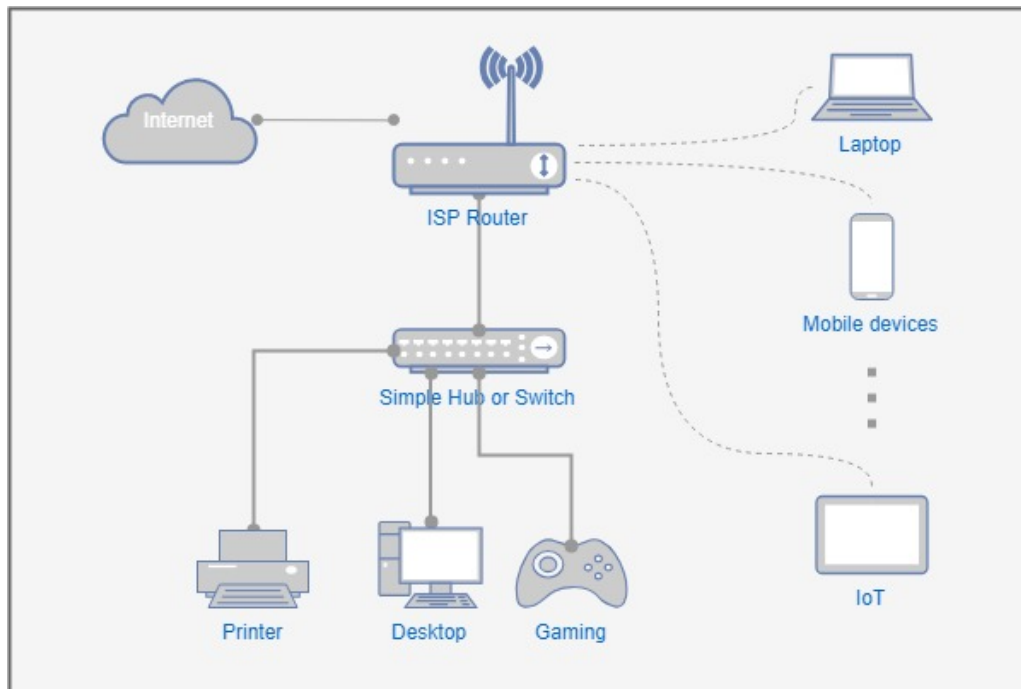 Internet
Laptop
ISP Router
Mobile devices
Simple Hub or Switch
IoT
Printer
Desktop
Gaming